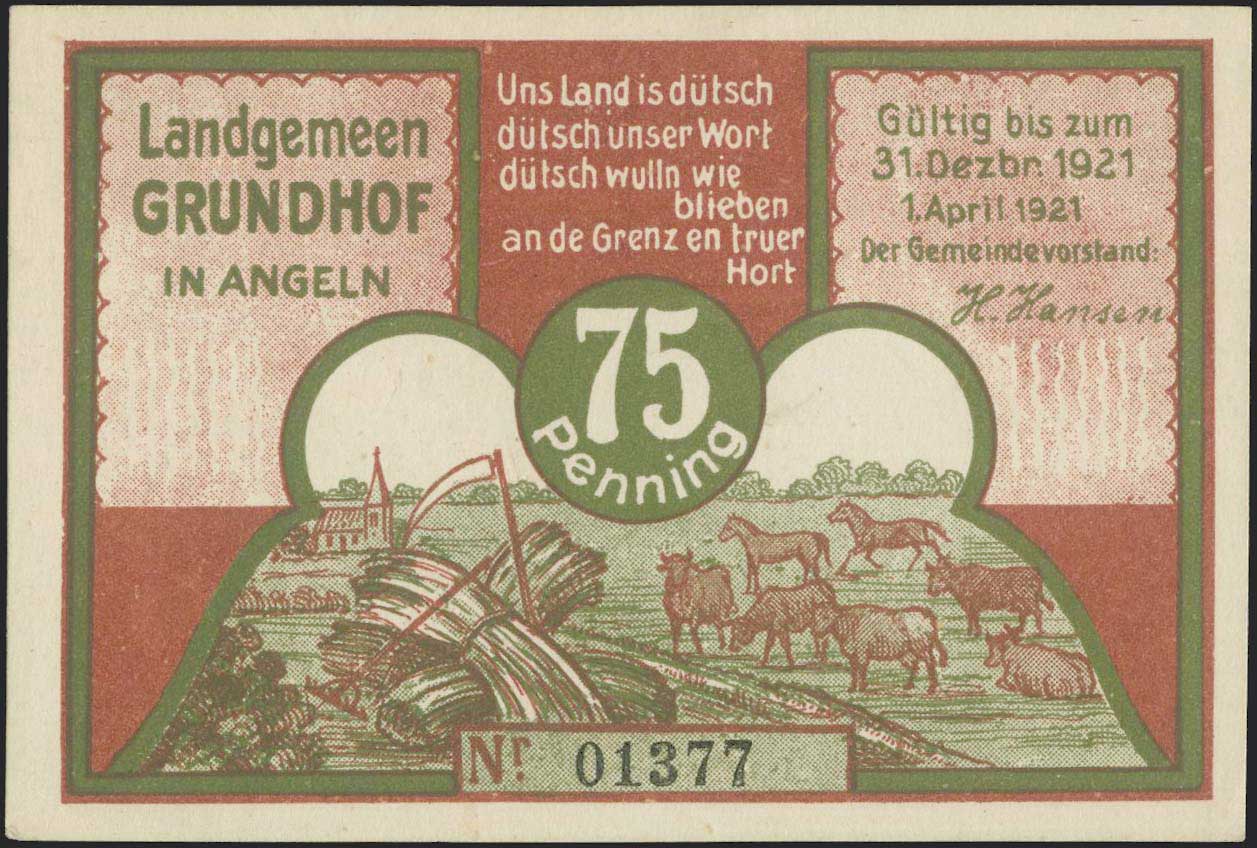 Landgemeen
GRUNDHOF
IN ANGELN
Uns Land is dütsch
dütsch unser Wort
dütsch wulln wie
blieben
an de Grenz en truer
Hort
Gültig bis zum
31. Dezbr. 1921
1. April 1921
Der Gemeindevorstand:
H. Hansen
75
Penning
Nr. 01377